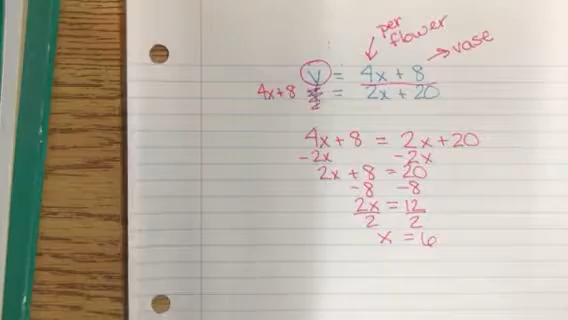 per
flower
→ vase
y = 4x + 8
4x+8 = 2x + 20
4x+8 = 2x+20
-2x -2x
2x + 8 = 20
-8 -8
2x = 12
2 2
x = 6